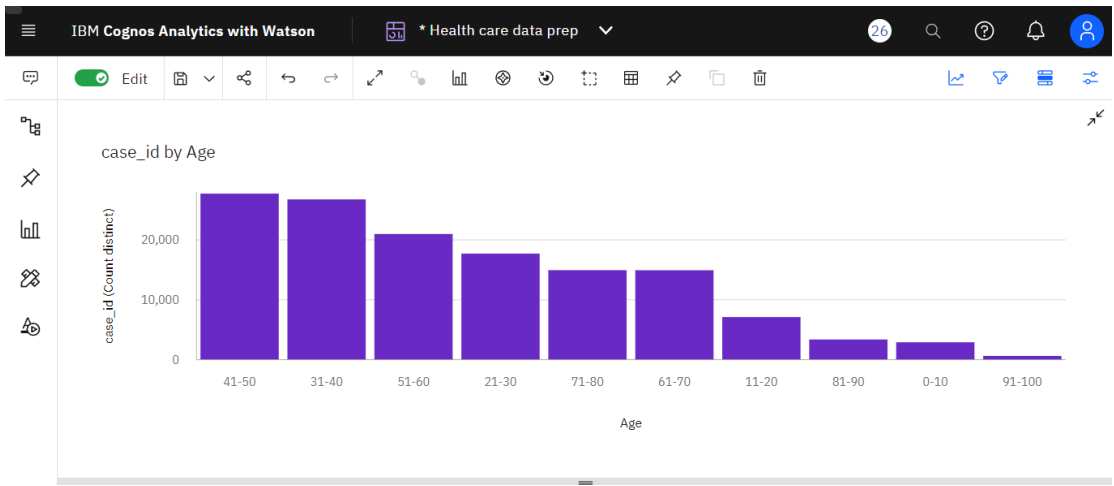 IBM Cognos Analytics with Watson
* Health care data prep
26
Edit
case_id by Age
case_id (Count distinct)
20,000
10,000
0
41-50 31-40 51-60 21-30 71-80 61-70 11-20 81-90 0-10 91-100
Age